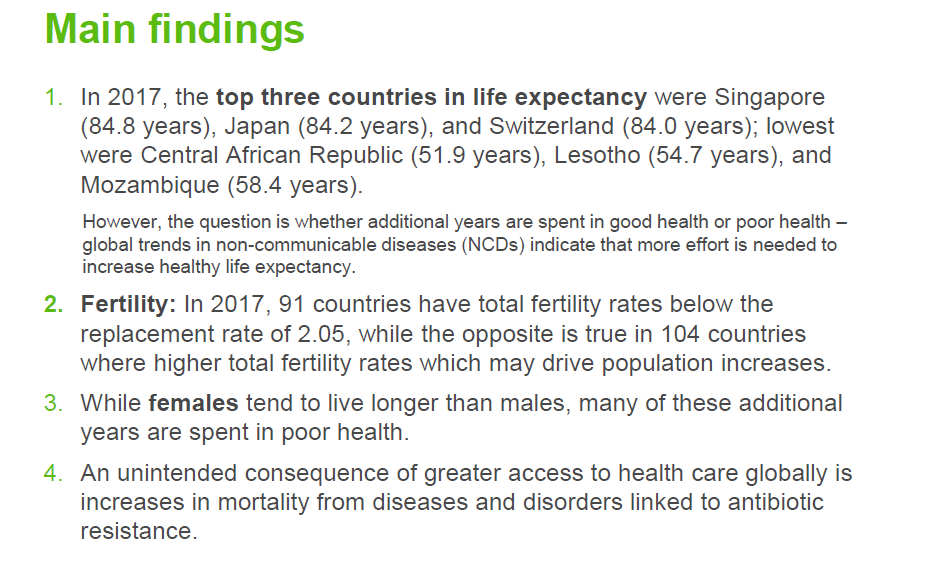 Main findings
1. In 2017, the top three countries in life expectancy were Singapore
(84.8 years), Japan (84.2 years), and Switzerland (84.0 years); lowest
were Central African Republic (51.9 years), Lesotho (54.7 years), and
Mozambique (58.4 years).
However, the question is whether additional years are spent in good health or poor health –
global trends in non-communicable diseases (NCDs) indicate that more effort is needed to
increase healthy life expectancy.
2. Fertility: In 2017, 91 countries have total fertility rates below the
replacement rate of 2.05, while the opposite is true in 104 countries
where higher total fertility rates which may drive population increases.
3. While females tend to live longer than males, many of these additional
years are spent in poor health.
4. An unintended consequence of greater access to health care globally is
increases in mortality from diseases and disorders linked to antibiotic
resistance.